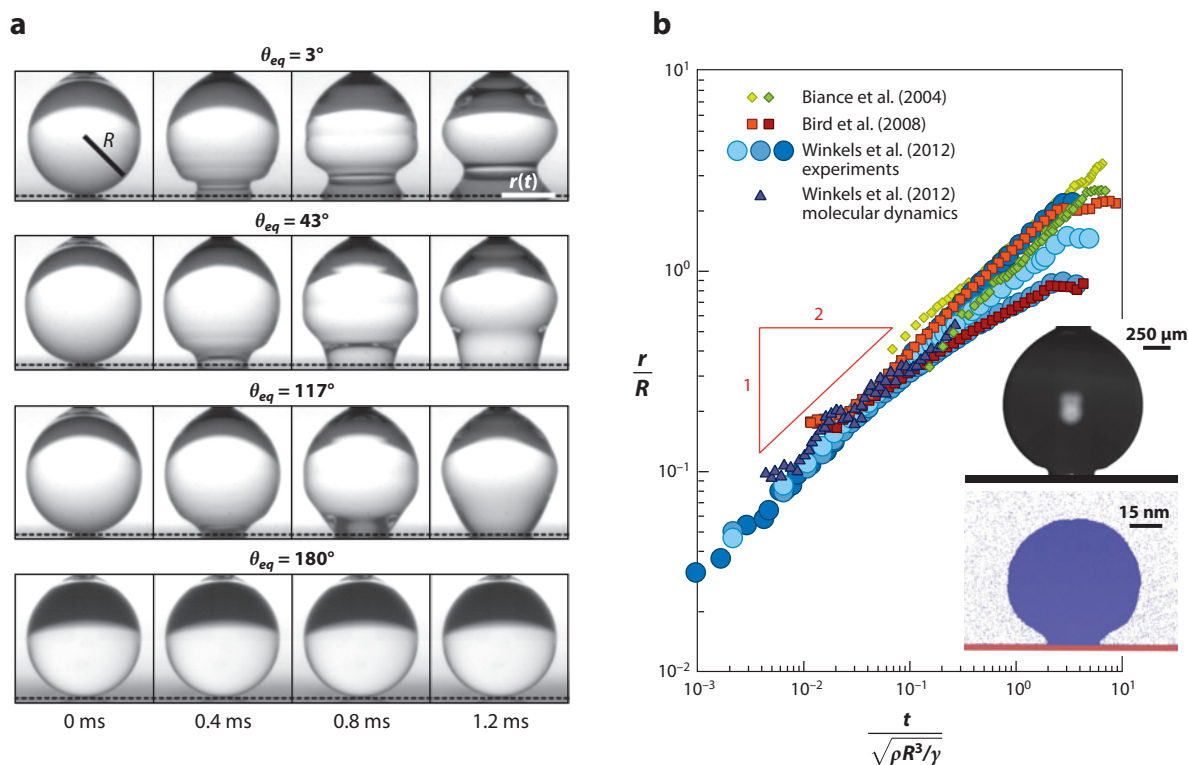 a
θeq = 3°
R
r(t)
θeq = 43°
θeq = 117°
θeq = 180°
0 ms 0.4 ms 0.8 ms 1.2 ms
b
10¹
10⁰
10⁻¹
10⁻²
r
R
Biance et al. (2004)
Bird et al. (2008)
Winkels et al. (2012)
experiments
Winkels et al. (2012)
molecular dynamics
2
1
250 μm
15 nm
10⁻³ 10⁻² 10⁻¹ 10⁰ 10¹
t
√ρR³/γ